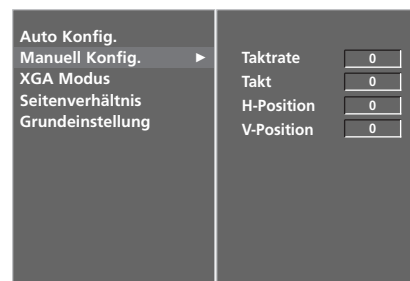 Auto Konfig.
Manuell Konfig. ►
XGA Modus
Seitenverhältnis
Grundeinstellung
Taktrate 0
Takt 0
H-Position 0
V-Position 0